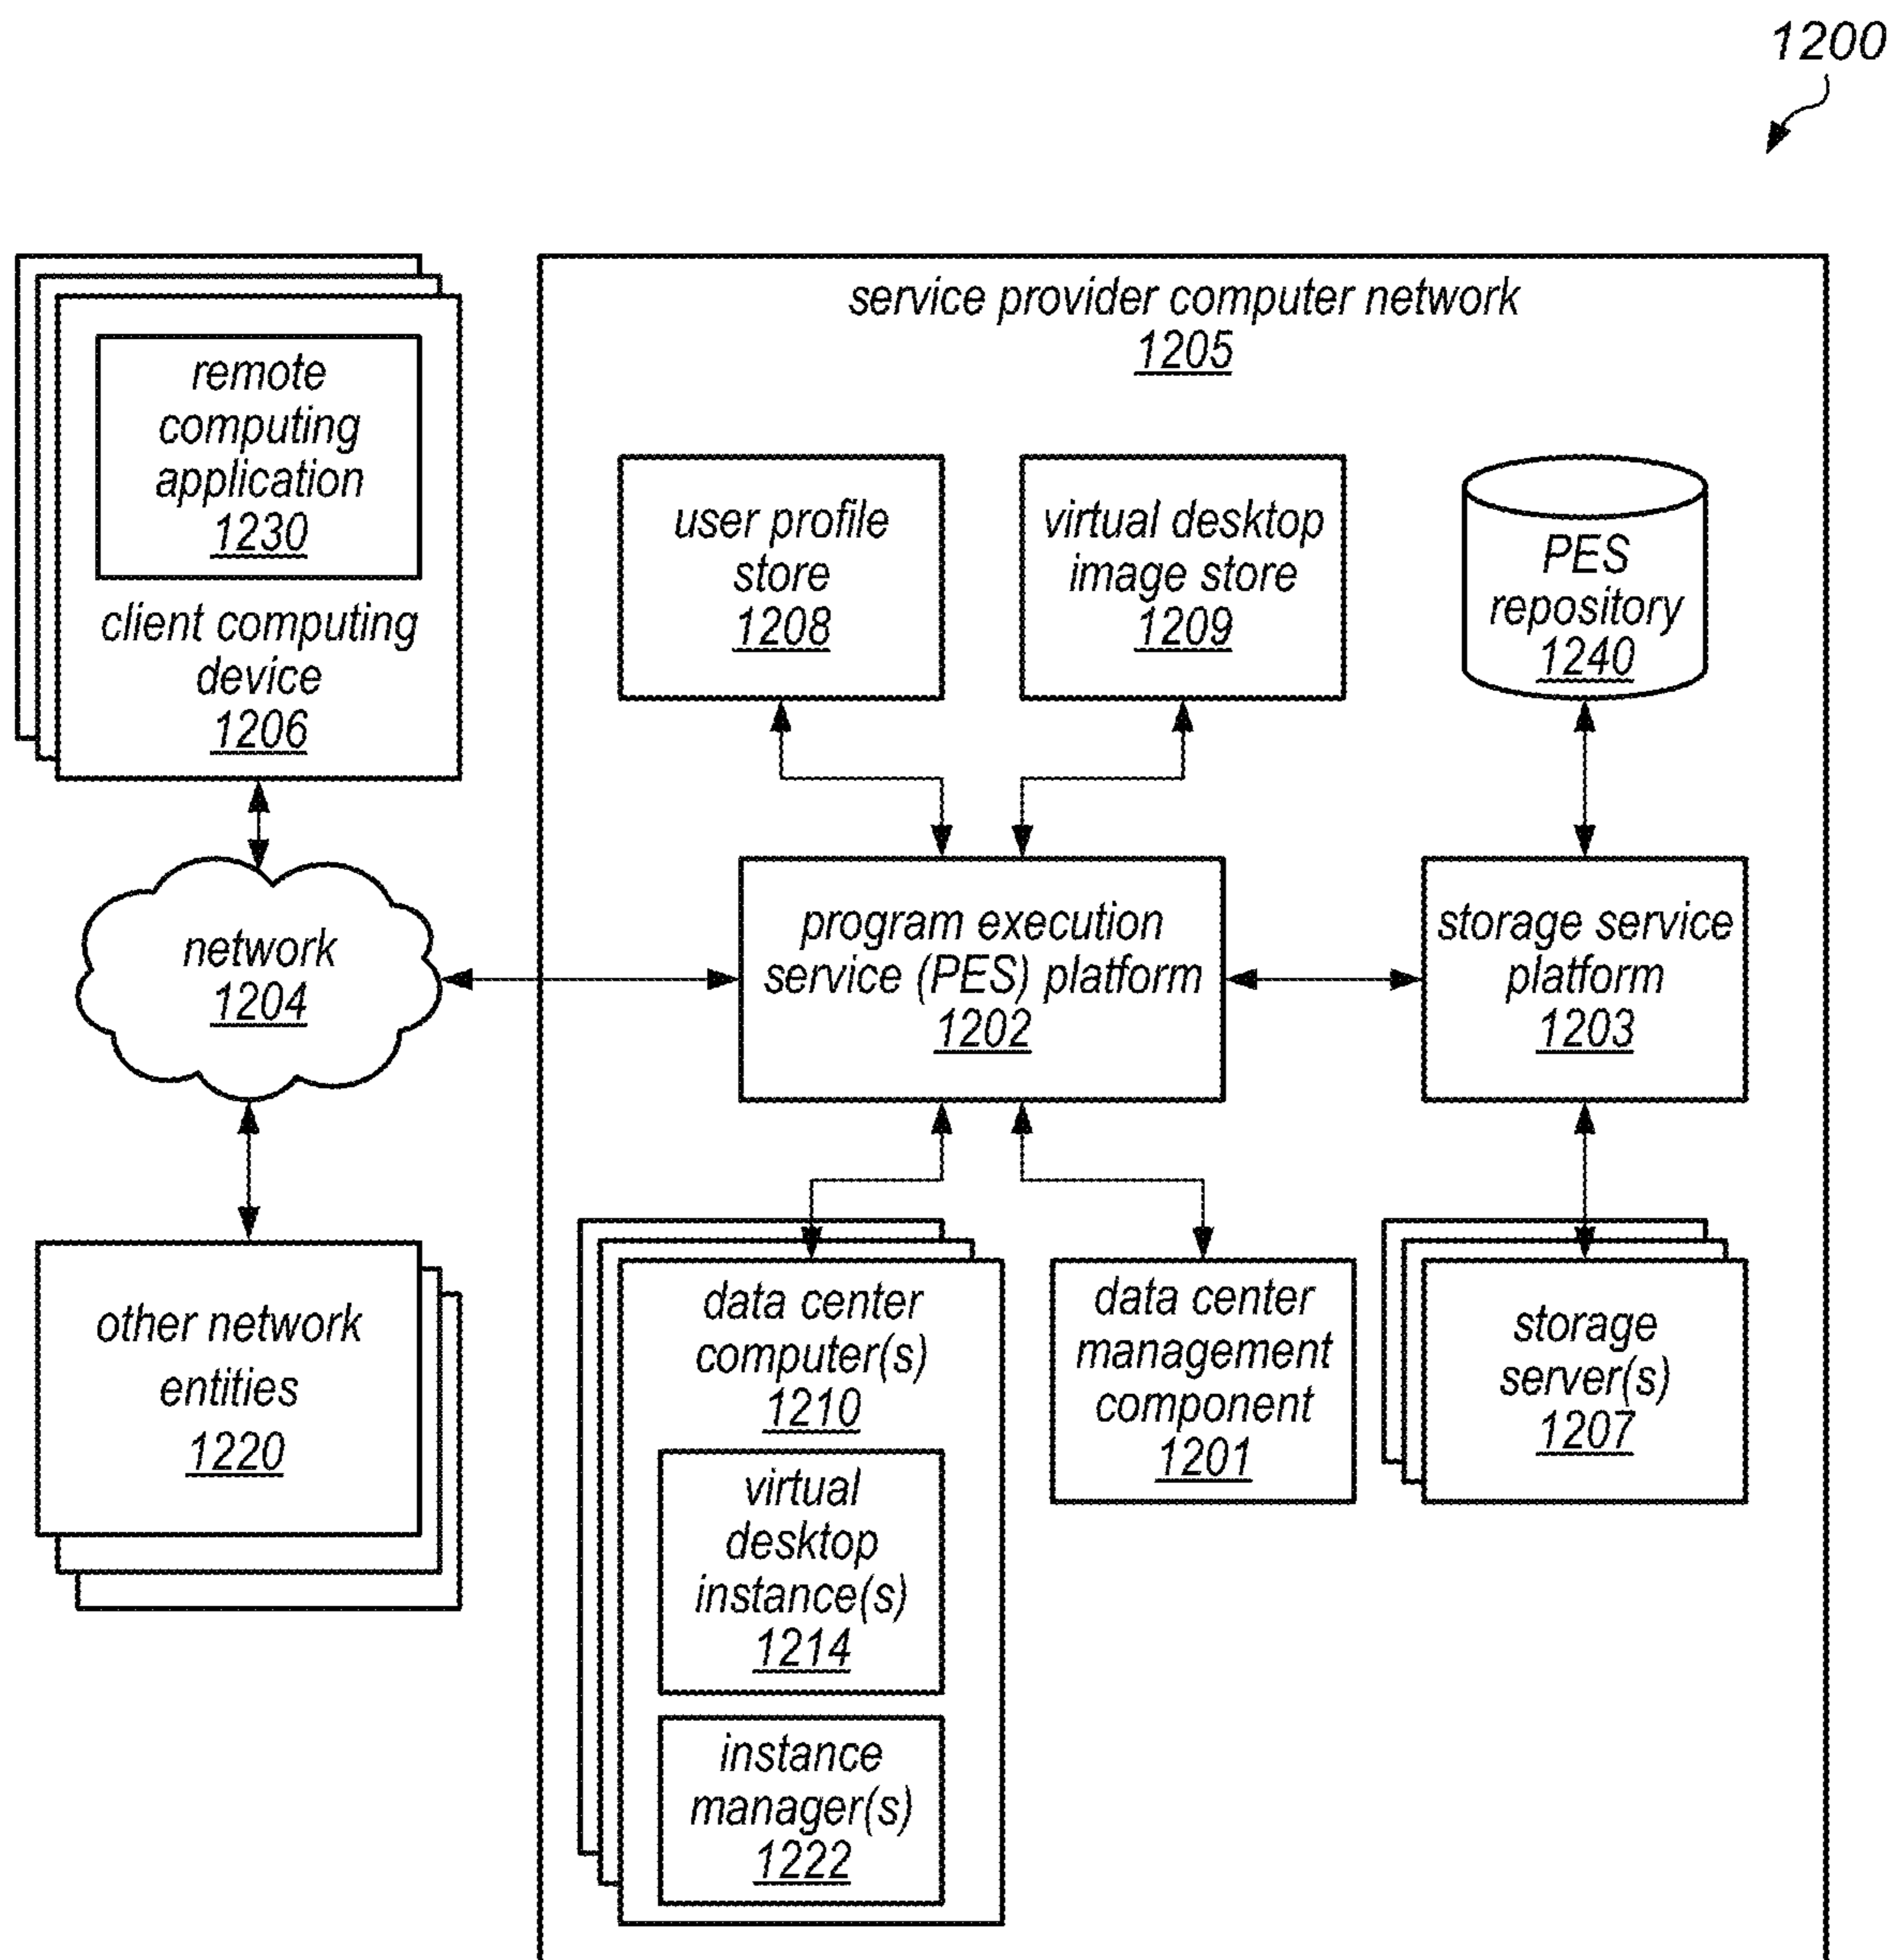 1200
service provider computer network
1205
remote
computing
application
1230
client computing
device
1206
user profile
store
1208
virtual desktop
image store
1209
PES
repository
1240
network
1204
program execution
service (PES) platform
1202
storage service
platform
1203
other network
entities
1220
data center
computer(s)
1210
virtual
desktop
instance(s)
1214
instance
manager(s)
1222
data center
management
component
1201
storage
server(s)
1207